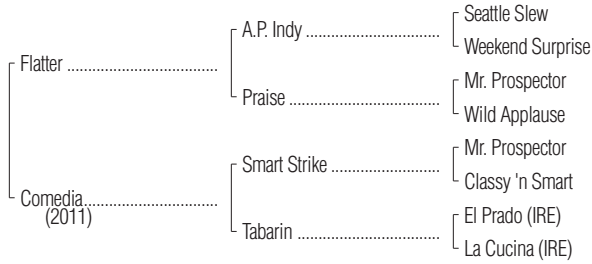 Seattle Slew
A.P. Indy
Weekend Surprise
Flatter
Mr. Prospector
Praise
Wild Applause
Mr. Prospector
Smart Strike
Classy 'n Smart
Comedia
(2011)
El Prado (IRE)
Tabarin
La Cucina (IRE)